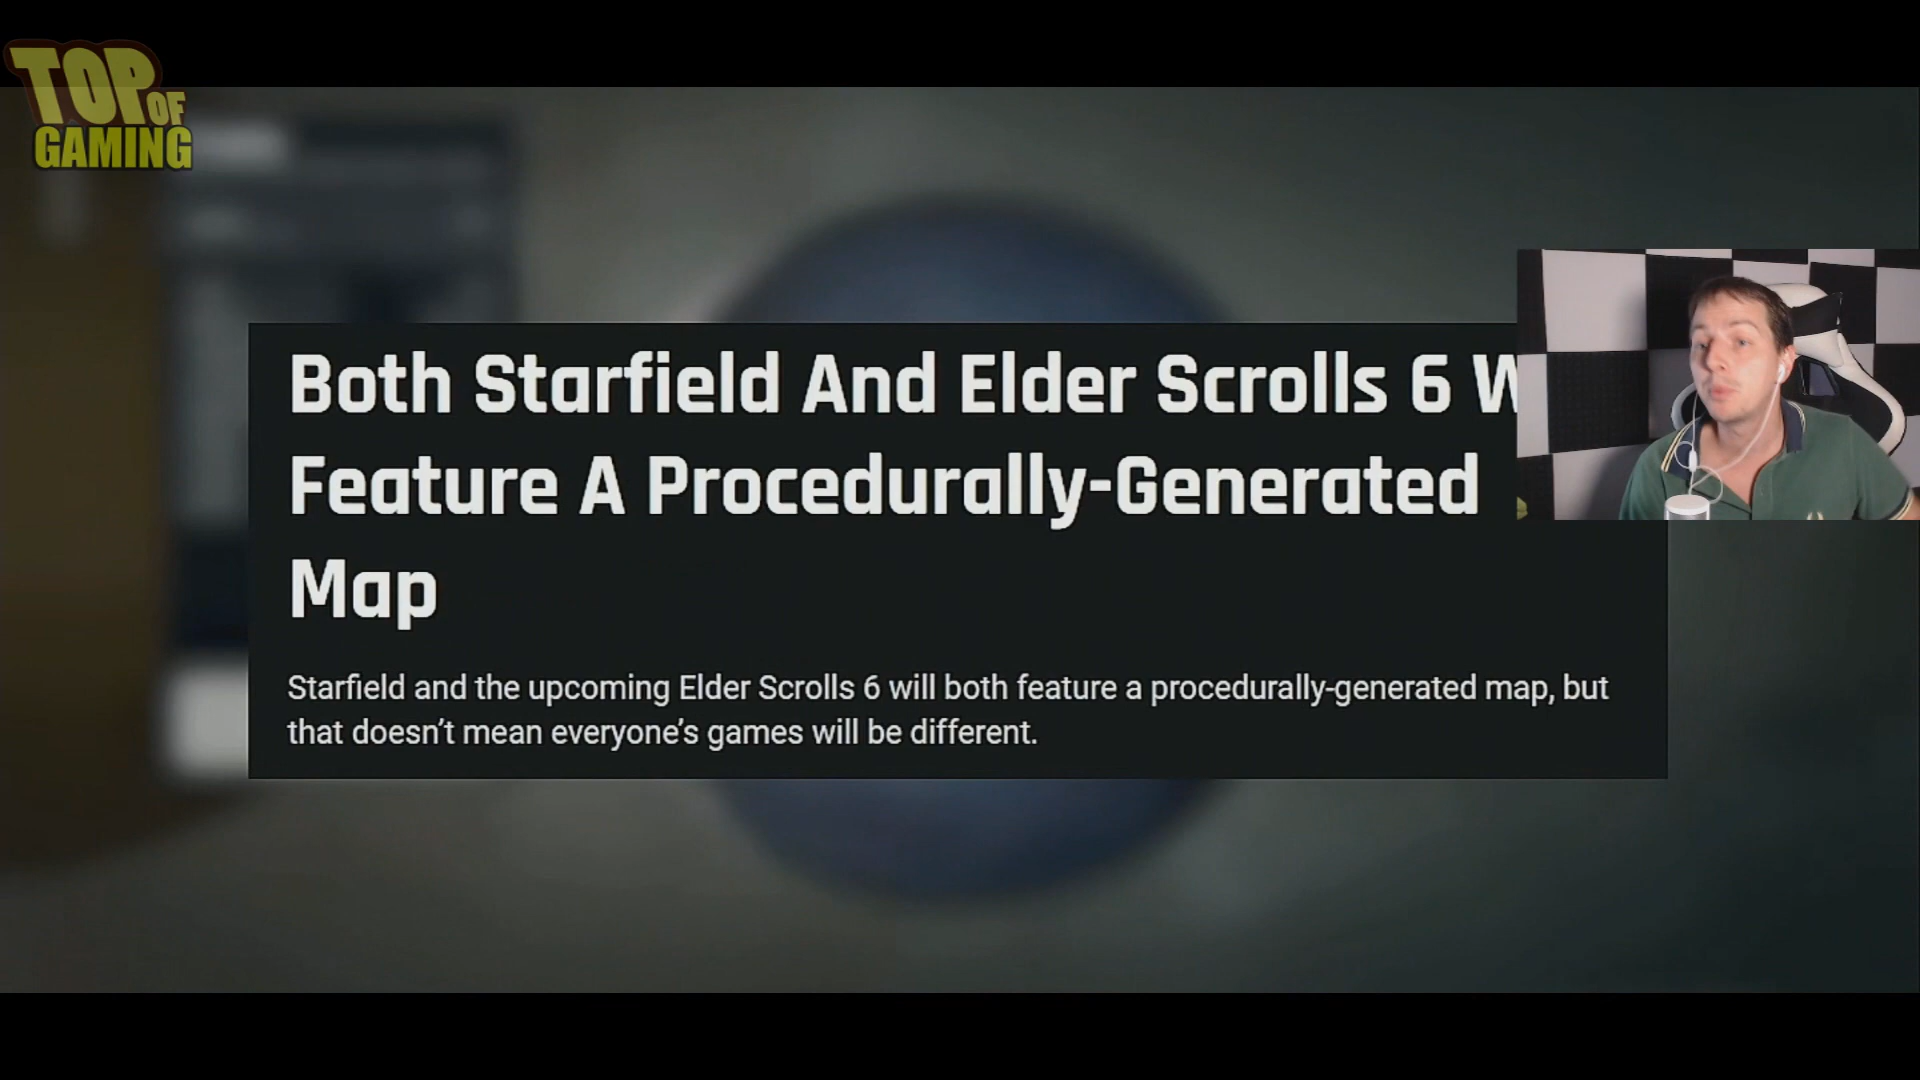 TOP OF
GAMING
Both Starfield And Elder Scrolls 6 W
Feature A Procedurally-Generated
Map
Starfield and the upcoming Elder Scrolls 6 will both feature a procedurally-generated map, but
that doesn’t mean everyone’s games will be different.